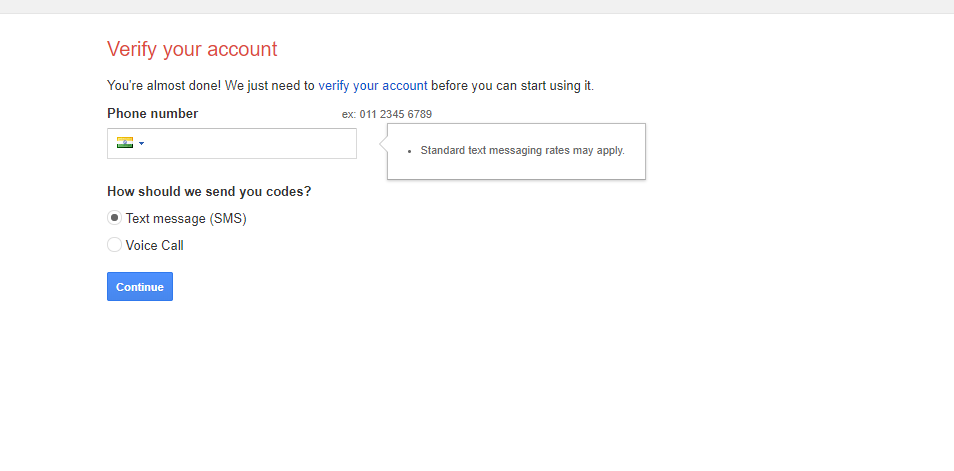 Verify your account
You're almost done! We just need to verify your account before you can start using it.
Phone number
ex: 011 2345 6789
Standard text messaging rates may apply.
How should we send you codes?
Text message (SMS)
Voice Call
Continue